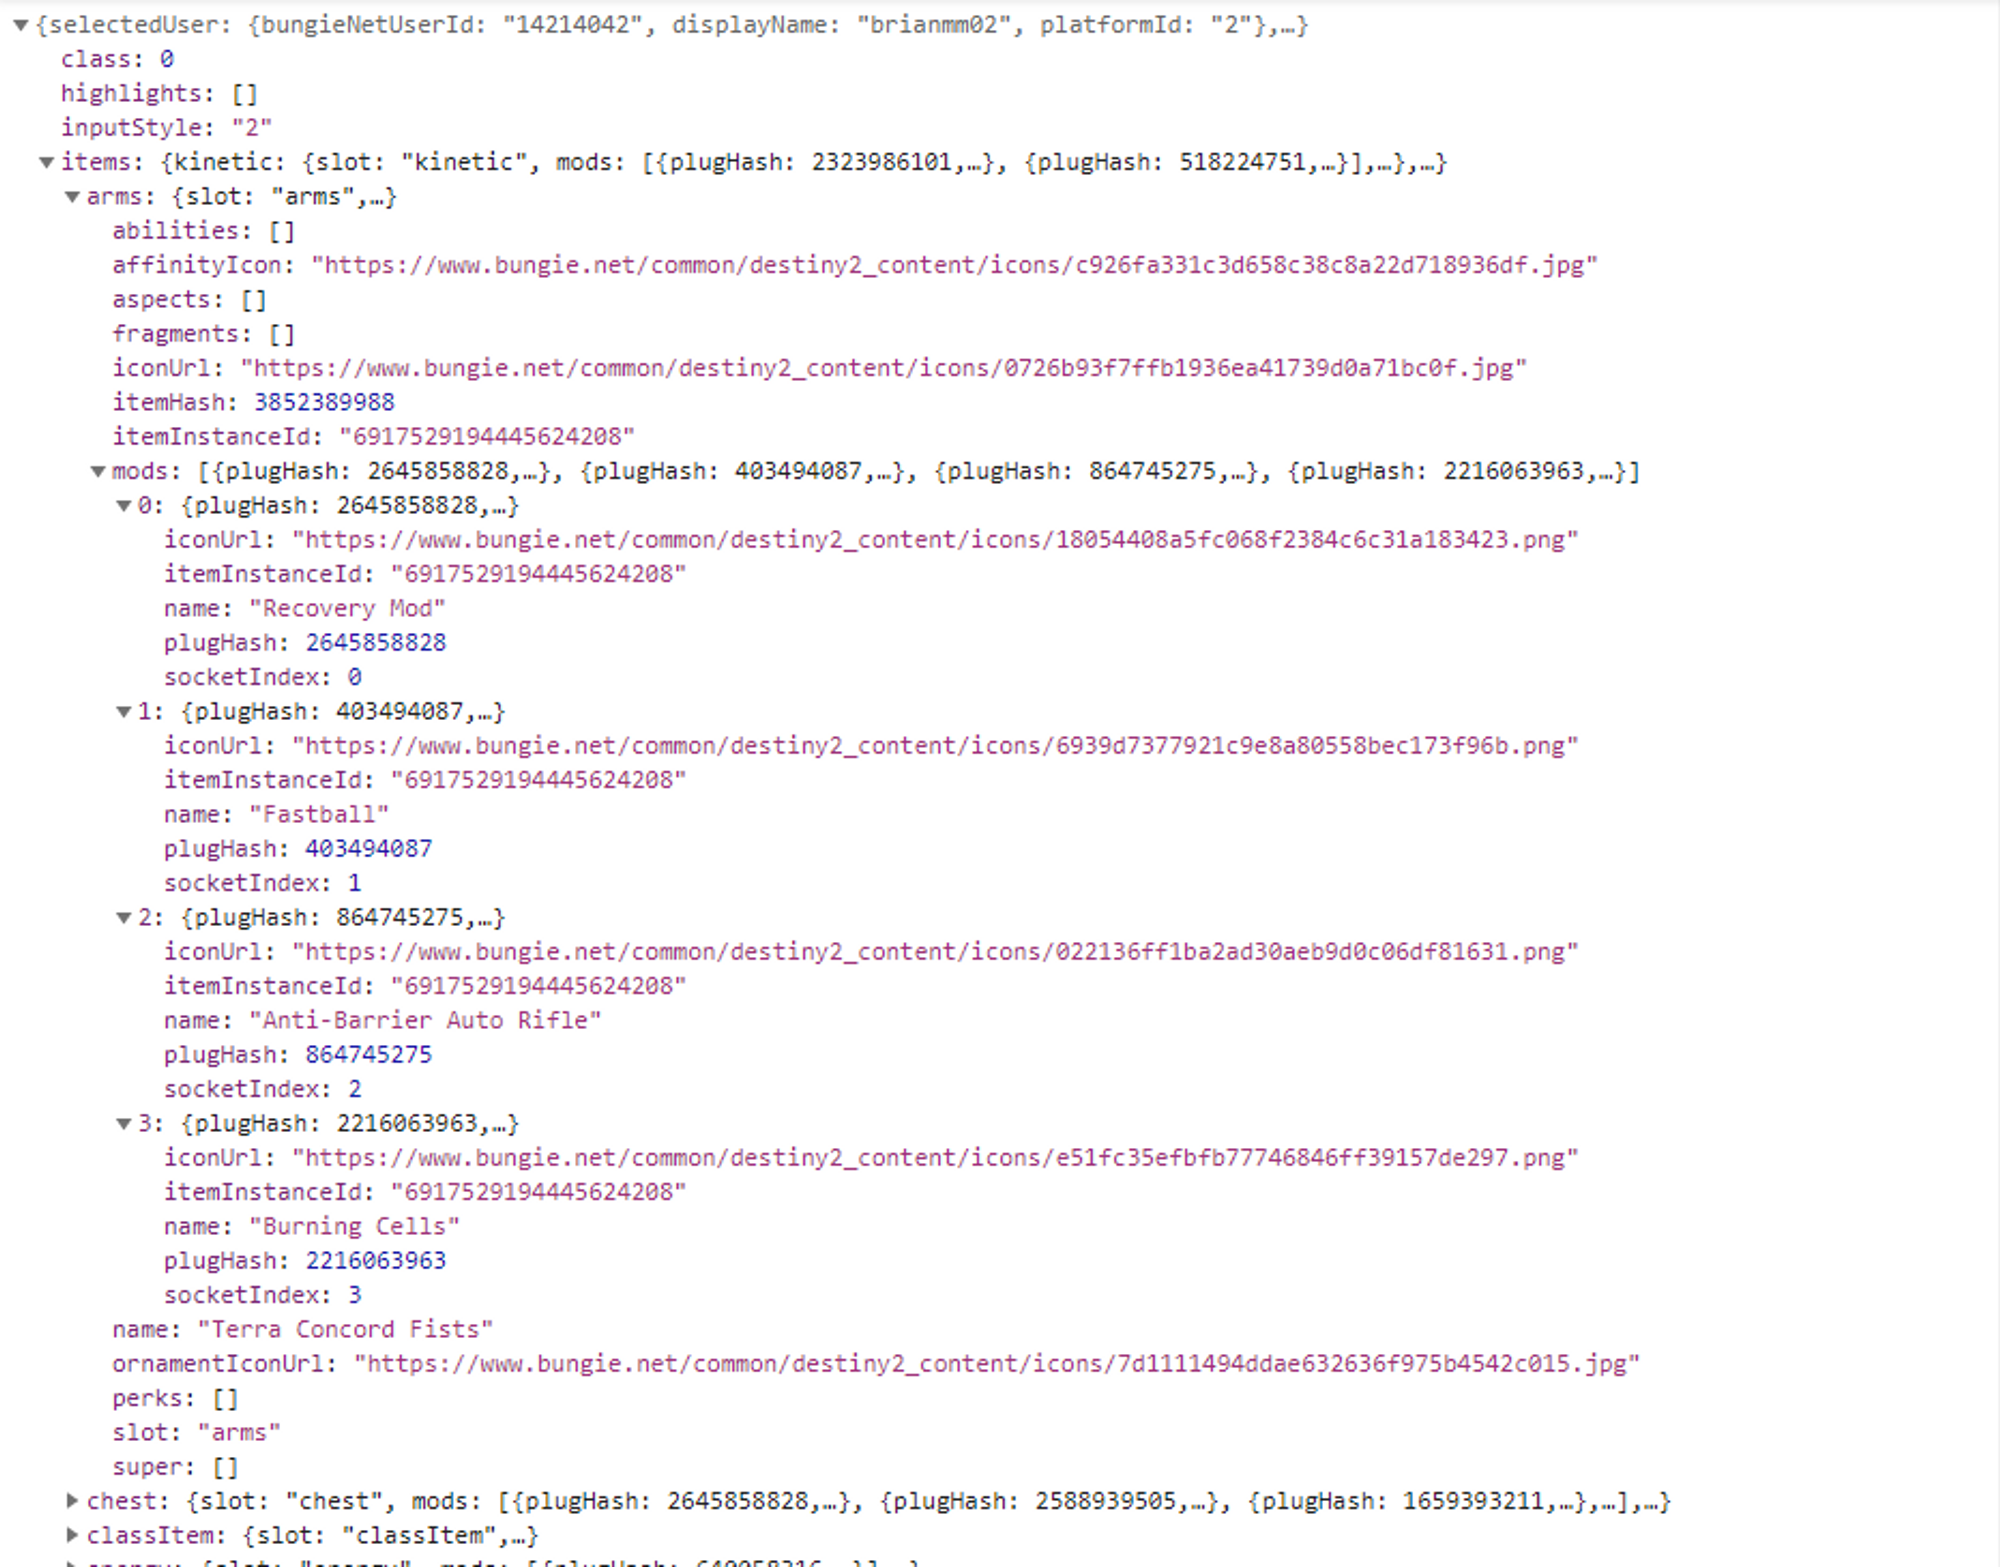 {selectedUser: {bungieNetUserId: "14214042", displayName: "brianmm02", platformId: "2"},…}
class: 0
highlights: []
inputStyle: "2"
items: {kinetic: {slot: "kinetic", mods: [{plugHash: 2323986101,…}, {plugHash: 518224751,…}],…},…}
arms: {slot: "arms",…}
abilities: []
affinityIcon: "https://www.bungie.net/common/destiny2_content/icons/c926fa331c3d658c38c8a22d718936df.jpg"
aspects: []
fragments: []
iconUrl: "https://www.bungie.net/common/destiny2_content/icons/0726b93f7ffb1936ea41739d0a71bc0f.jpg"
itemHash: 3852389988
itemInstanceId: "6917529194445624208"
mods: [{plugHash: 2645858828,…}, {plugHash: 403494087,…}, {plugHash: 864745275,…}, {plugHash: 2216063963,…}]
0: {plugHash: 2645858828,…}
iconUrl: "https://www.bungie.net/common/destiny2_content/icons/18054408a5fc068f2384c6c31a183423.png"
itemInstanceId: "6917529194445624208"
name: "Recovery Mod"
plugHash: 2645858828
socketIndex: 0
1: {plugHash: 403494087,…}
iconUrl: "https://www.bungie.net/common/destiny2_content/icons/6939d7377921c9e8a80558bec173f96b.png"
itemInstanceId: "6917529194445624208"
name: "Fastball"
plugHash: 403494087
socketIndex: 1
2: {plugHash: 864745275,…}
iconUrl: "https://www.bungie.net/common/destiny2_content/icons/022136ff1ba2ad30aeb9d0c06df81631.png"
itemInstanceId: "6917529194445624208"
name: "Anti-Barrier Auto Rifle"
plugHash: 864745275
socketIndex: 2
3: {plugHash: 2216063963,…}
iconUrl: "https://www.bungie.net/common/destiny2_content/icons/e51fc35efbfb77746846ff39157de297.png"
itemInstanceId: "6917529194445624208"
name: "Burning Cells"
plugHash: 2216063963
socketIndex: 3
name: "Terra Concord Fists"
ornamentIconUrl: "https://www.bungie.net/common/destiny2_content/icons/7d1111494ddae632636f975b4542c015.jpg"
perks: []
slot: "arms"
super: []
chest: {slot: "chest", mods: [{plugHash: 2645858828,…}, {plugHash: 2588939505,…}, {plugHash: 1659393211,…},…],…}
classItem: {slot: "classItem",…}